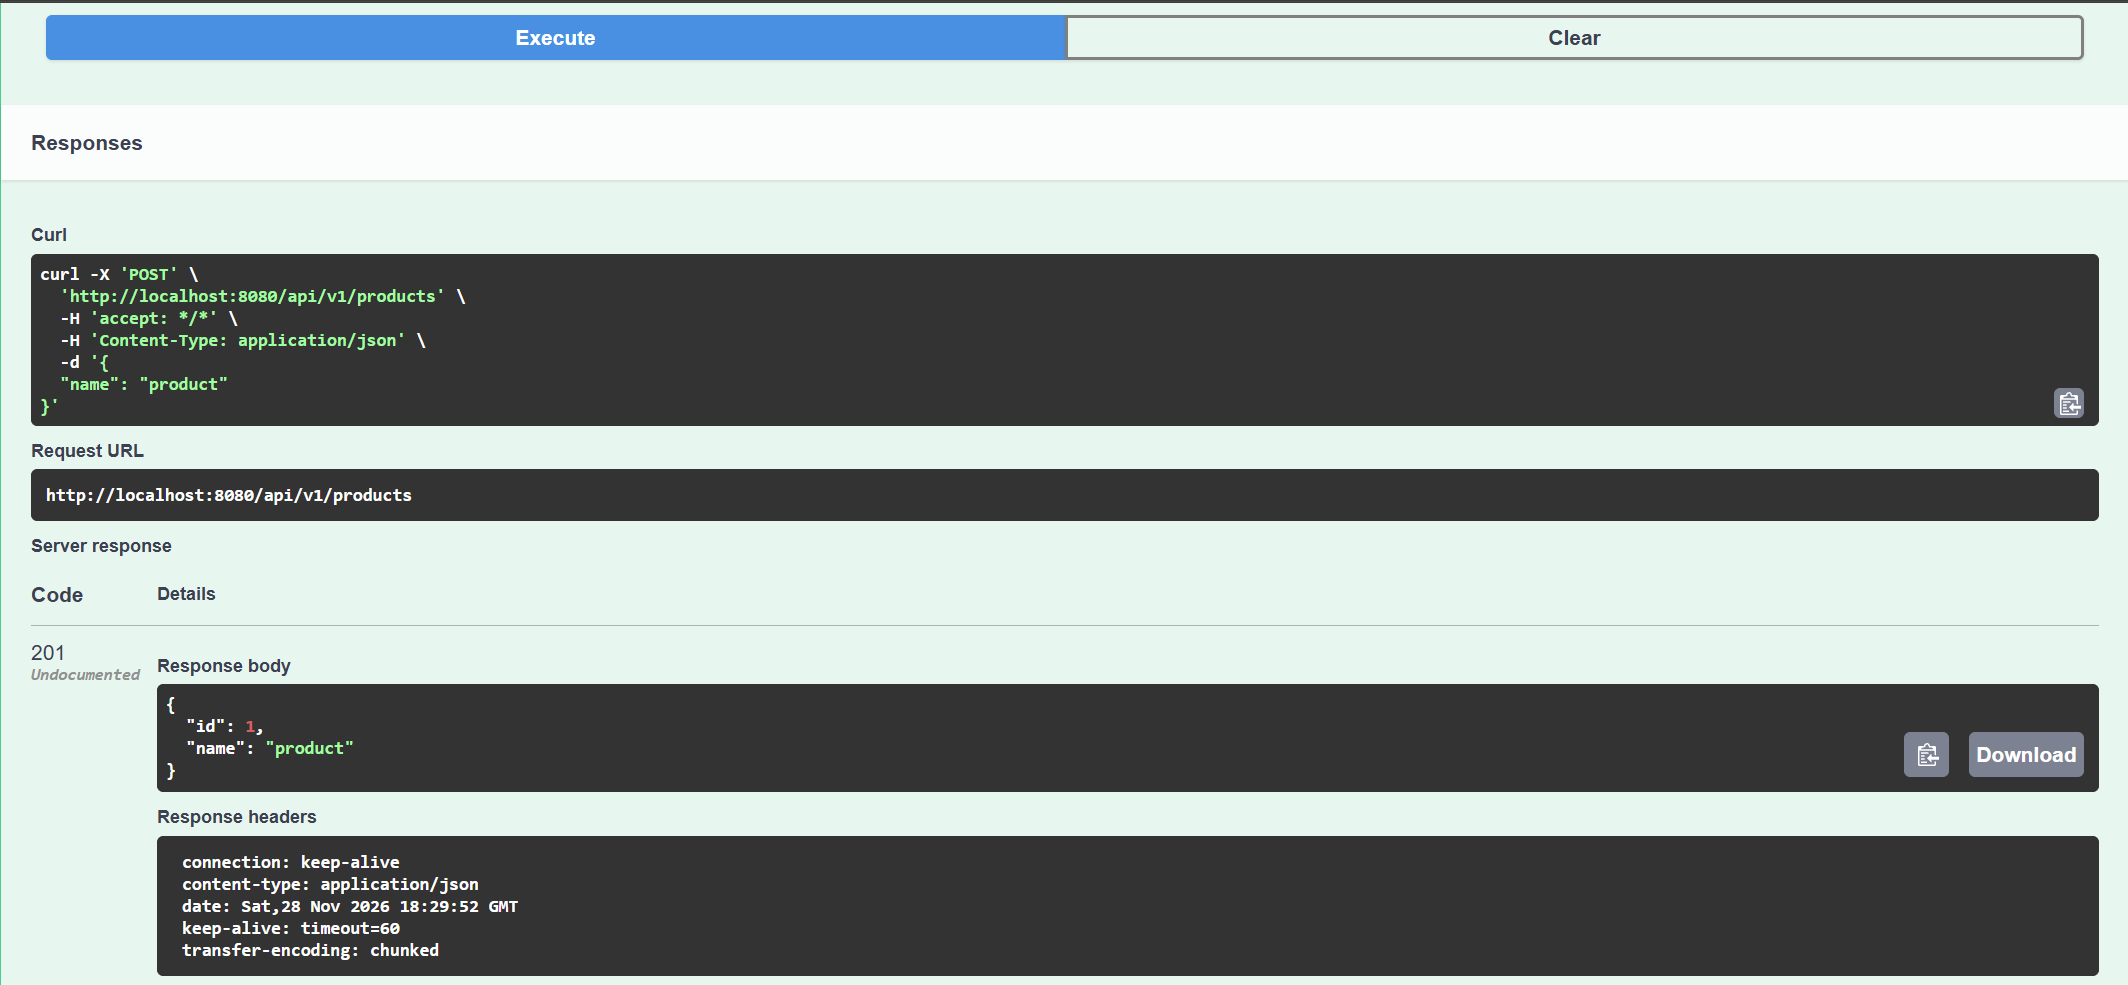 Execute
Clear
Responses
Curl
curl -X 'POST' \
  'http://localhost:8080/api/v1/products' \
  -H 'accept: */*' \
  -H 'Content-Type: application/json' \
  -d '{
  "name": "product"
}'
Request URL
http://localhost:8080/api/v1/products
Server response
Code
Details
201
Undocumented
Response body
{
  "id": 1,
  "name": "product"
}
Download
Response headers
connection: keep-alive
content-type: application/json
date: Sat,28 Nov 2026 18:29:52 GMT
keep-alive: timeout=60
transfer-encoding: chunked